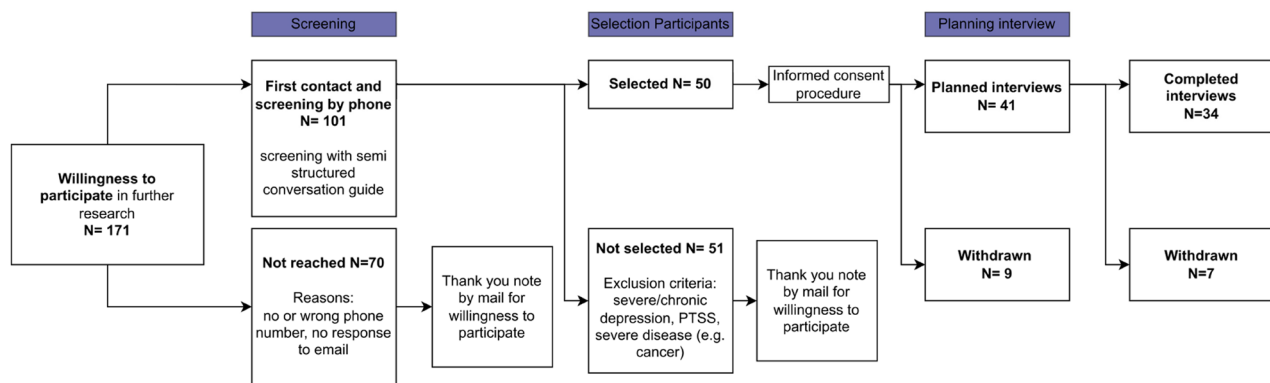 Screening
Selection Participants
Planning interview
Willingness to
participate in further
research
N= 171
First contact and
screening by phone
N= 101
screening with semi
structured
conversation guide
Not reached N=70
Reasons:
no or wrong phone
number, no response
to email
Thank you note
by mail for
willingness to
participate
Selected N= 50
Not selected N= 51
Exclusion criteria:
severe/chronic
depression, PTSS,
severe disease (e.g.
cancer)
Thank you note
by mail for
willingness to
participate
Informed consent
procedure
Planned interviews
N= 41
Withdrawn
N= 9
Completed
interviews
N=34
Withdrawn
N=7